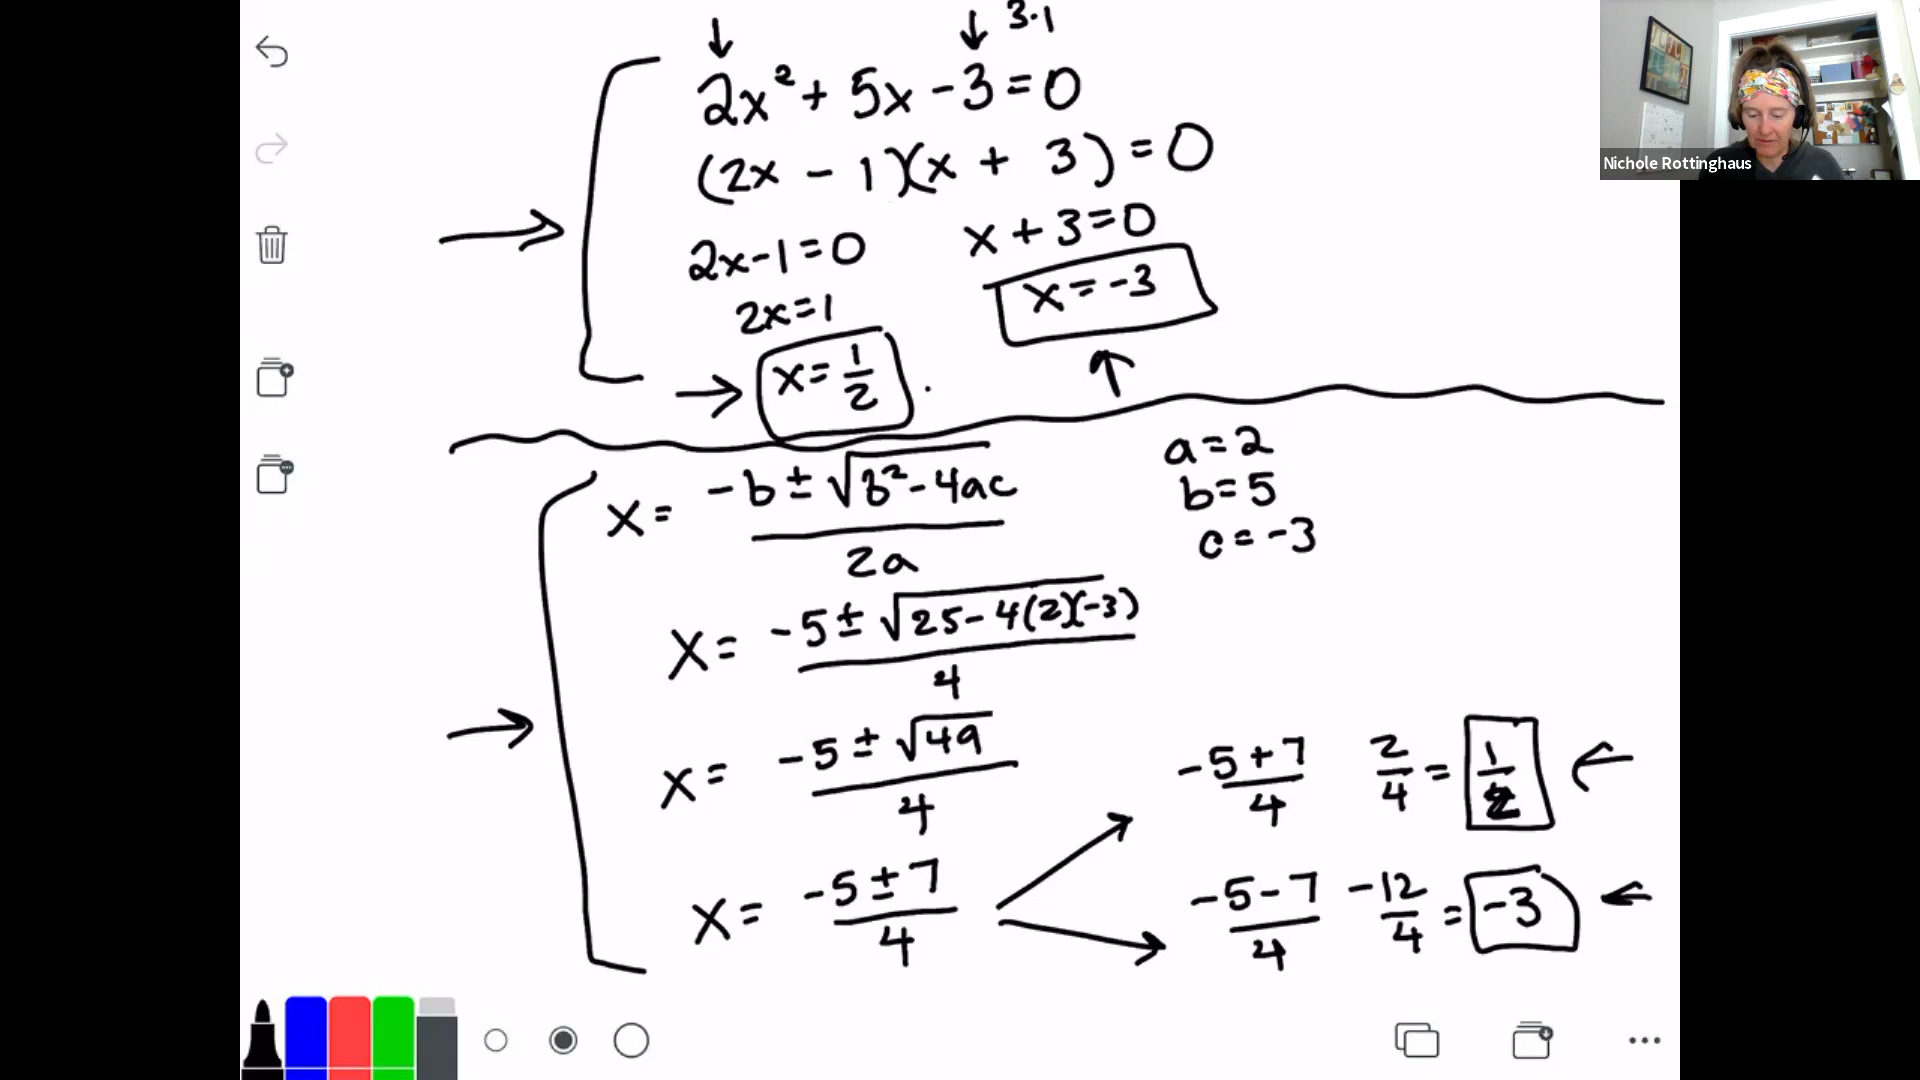 3·1
2x² + 5x - 3 = 0
(2x - 1)(x + 3) = 0
2x - 1 = 0
x + 3 = 0
2x = 1
x = -3
x = 1/2
x = (-b ± √(b² - 4ac))/2a
a = 2
b = 5
c = -3
x = (-5 ± √(25 - 4(2)(-3)))/4
x = (-5 ± √49)/4
(-5 + 7)/4 2/4 = 1/2
x = (-5 ± 7)/4
(-5 - 7)/4 -12/4 = -3
Nichole Rottinghaus